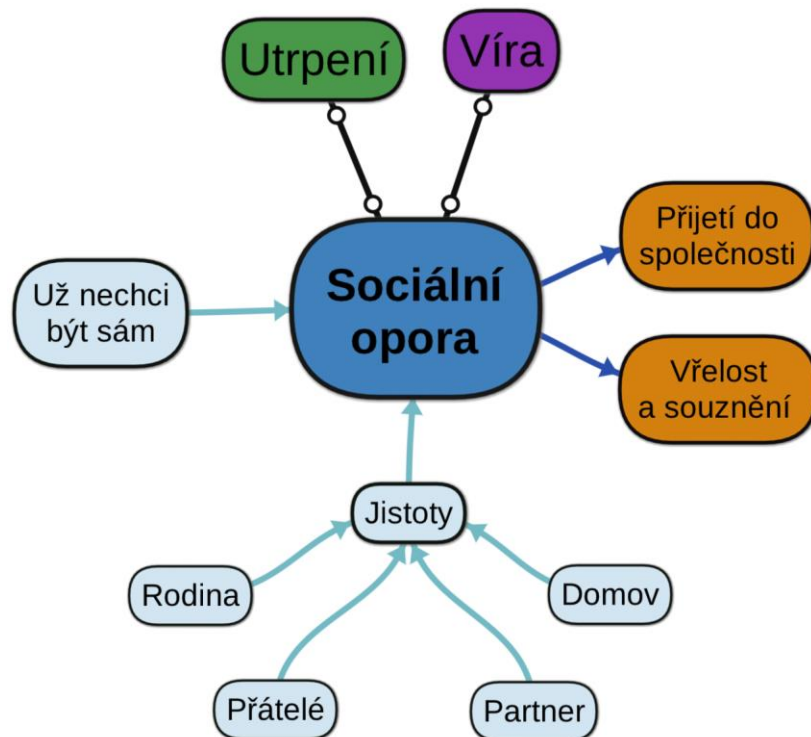 Utrpení
Víra
Přijetí do
společnosti
Už nechci
být sám
Sociální
opora
Vřelost
a souznění
Jistoty
Rodina
Domov
Přátelé
Partner